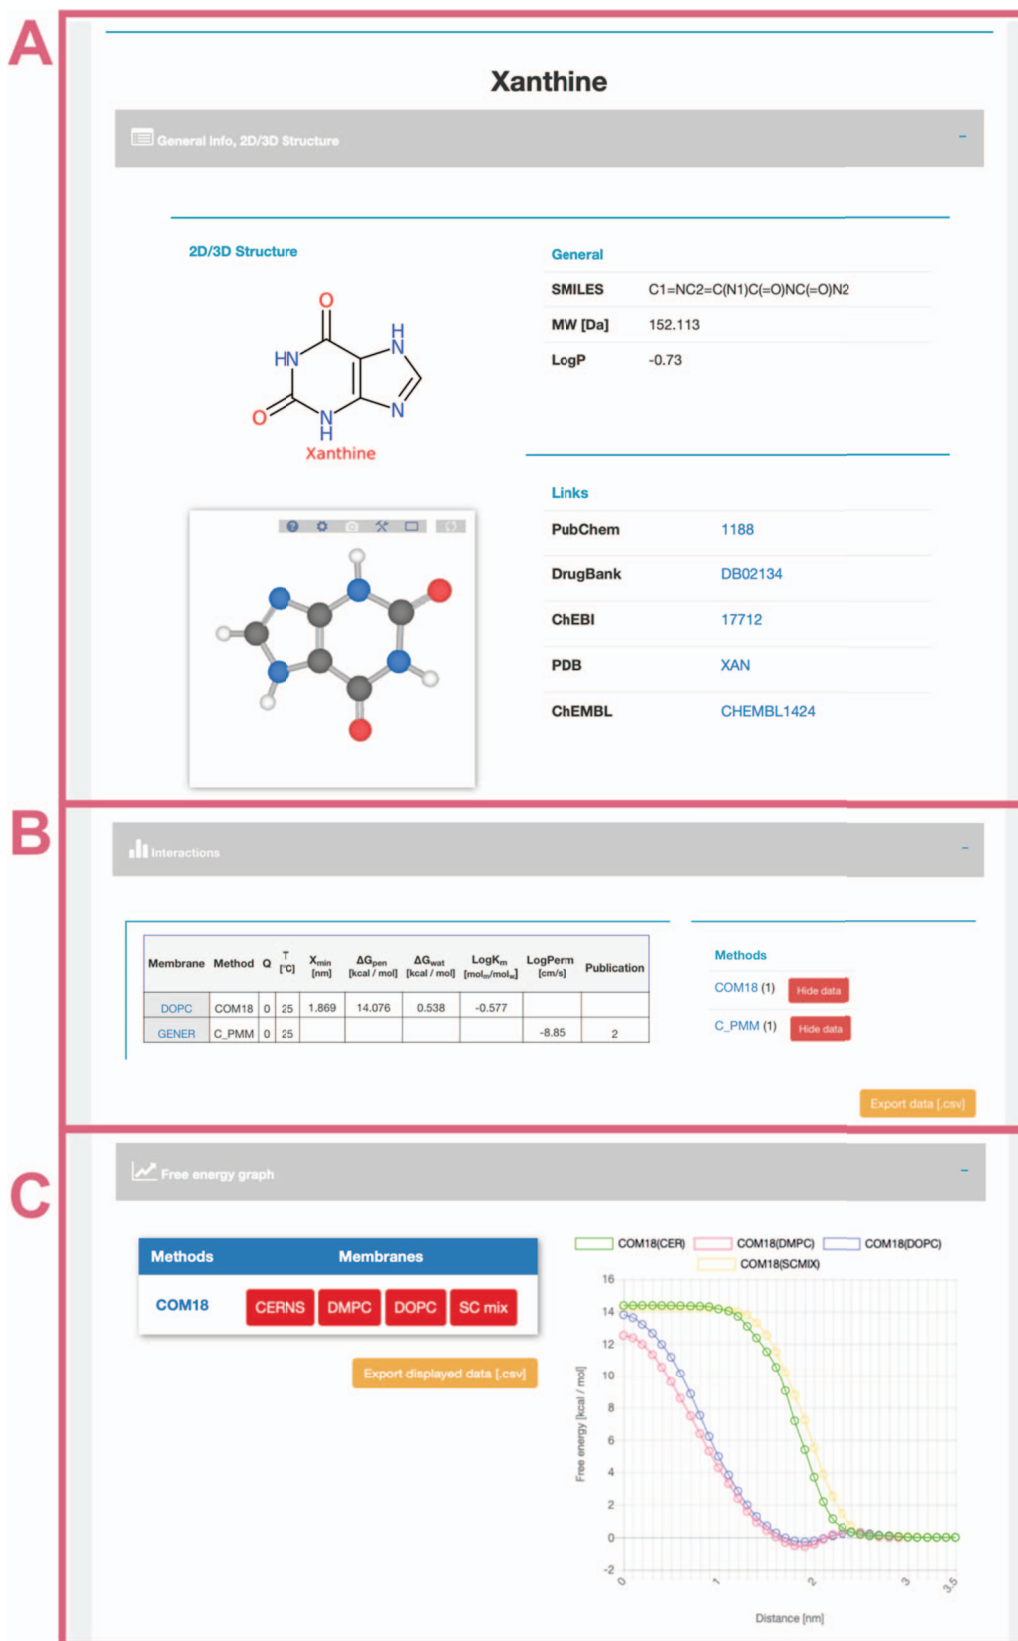 A
Xanthine
General info, 2D/3D Structure
2D/3D Structure
O
H
N
HN
O
N
H
N
Xanthine
General
SMILES C1=NC2=C(N1)C(=O)NC(=O)N2
MW [Da] 152.113
LogP -0.73
Links
PubChem 1188
DrugBank DB02134
ChEBI 17712
PDB XAN
ChEMBL CHEMBL1424
B
Interactions
Membrane Method Q T [°C] Xmin [nm] ΔGpen [kcal / mol] ΔGwat [kcal / mol] LogKm [molm/molw] LogPerm [cm/s] Publication
DOPC COM18 0 25 1.869 14.076 0.538 -0.577
GENER C_PMM 0 25 -8.85 2
Methods
COM18 (1) Hide data
C_PMM (1) Hide data
Export data [.csv]
C
Free energy graph
Methods Membranes
COM18 CERNS DMPC DOPC SC mix
Export displayed data [.csv]
COM18(CER) COM18(DMPC) COM18(DOPC)
COM18(SCMIX)
Free energy [kcal / mol]
16
14
12
10
8
6
4
2
0
-2
0 1 2 3 3.5
Distance [nm]